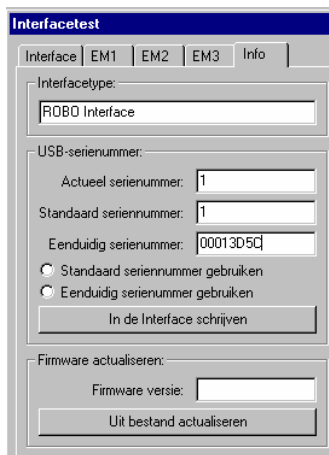 Interfacetest
Interface EM1 EM2 EM3 Info
Interfacetype:
ROBO Interface
USB-serienummer:
Actueel serienummer: 1
Standaard seriennummer: 1
Eenduidig serienummer: 00013D5C
Standaard seriennummer gebruiken
Eenduidig serienummer gebruiken
In de Interface schrijven
Firmware actualiseren:
Firmware versie:
Uit bestand actualiseren